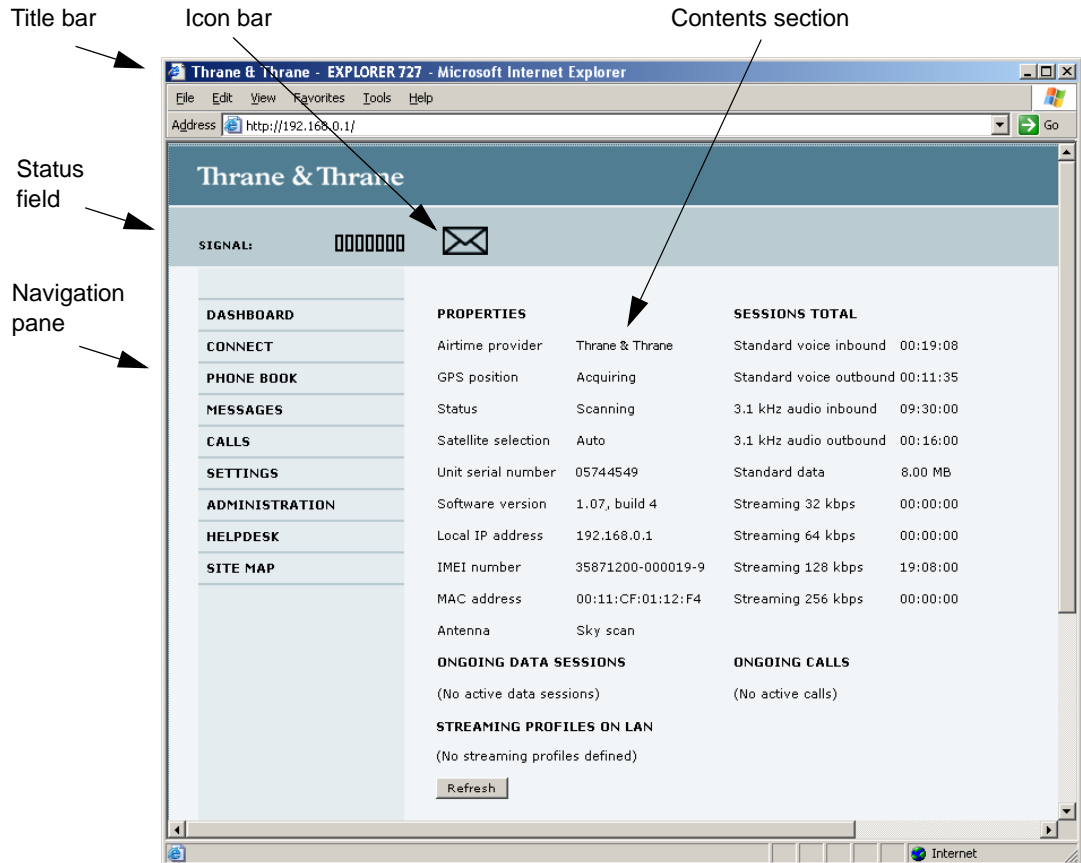 Title bar
Icon bar
Contents section
Thrane & Thrane - EXPLORER 727 - Microsoft Internet Explorer
File Edit View Favorites Tools Help
Address http://192.168.0.1/ Go
Status
field
Thrane & Thrane
SIGNAL:
Navigation
pane
DASHBOARD
CONNECT
PHONE BOOK
MESSAGES
CALLS
SETTINGS
ADMINISTRATION
HELPDESK
SITE MAP
PROPERTIES
Airtime provider Thrane & Thrane
GPS position Acquiring
Status Scanning
Satellite selection Auto
Unit serial number 05744549
Software version 1.07, build 4
Local IP address 192.168.0.1
IMEI number 35871200-000019-9
MAC address 00:11:CF:01:12:F4
Antenna Sky scan
SESSIONS TOTAL
Standard voice inbound 00:19:08
Standard voice outbound 00:11:35
3.1 kHz audio inbound 09:30:00
3.1 kHz audio outbound 00:16:00
Standard data 8.00 MB
Streaming 32 kbps 00:00:00
Streaming 64 kbps 00:00:00
Streaming 128 kbps 19:08:00
Streaming 256 kbps 00:00:00
ONGOING DATA SESSIONS
(No active data sessions)
ONGOING CALLS
(No active calls)
STREAMING PROFILES ON LAN
(No streaming profiles defined)
Refresh
Internet